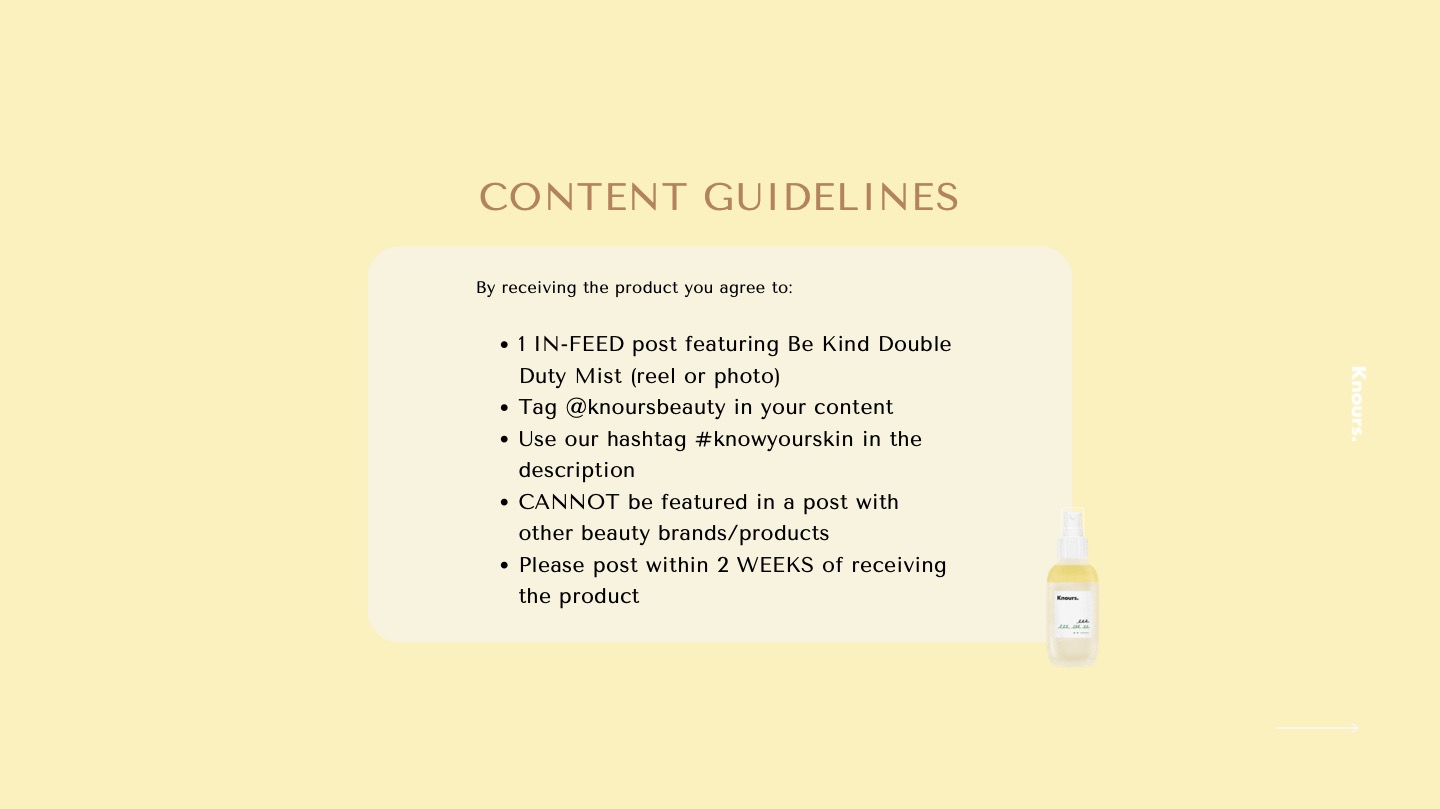 CONTENT GUIDELINES
By receiving the product you agree to:
• 1 IN-FEED post featuring Be Kind Double
Duty Mist (reel or photo)
• Tag @knoursbeauty in your content
• Use our hashtag #knowyourskin in the
description
• CANNOT be featured in a post with
other beauty brands/products
• Please post within 2 WEEKS of receiving
the product
Knours.
Knours.